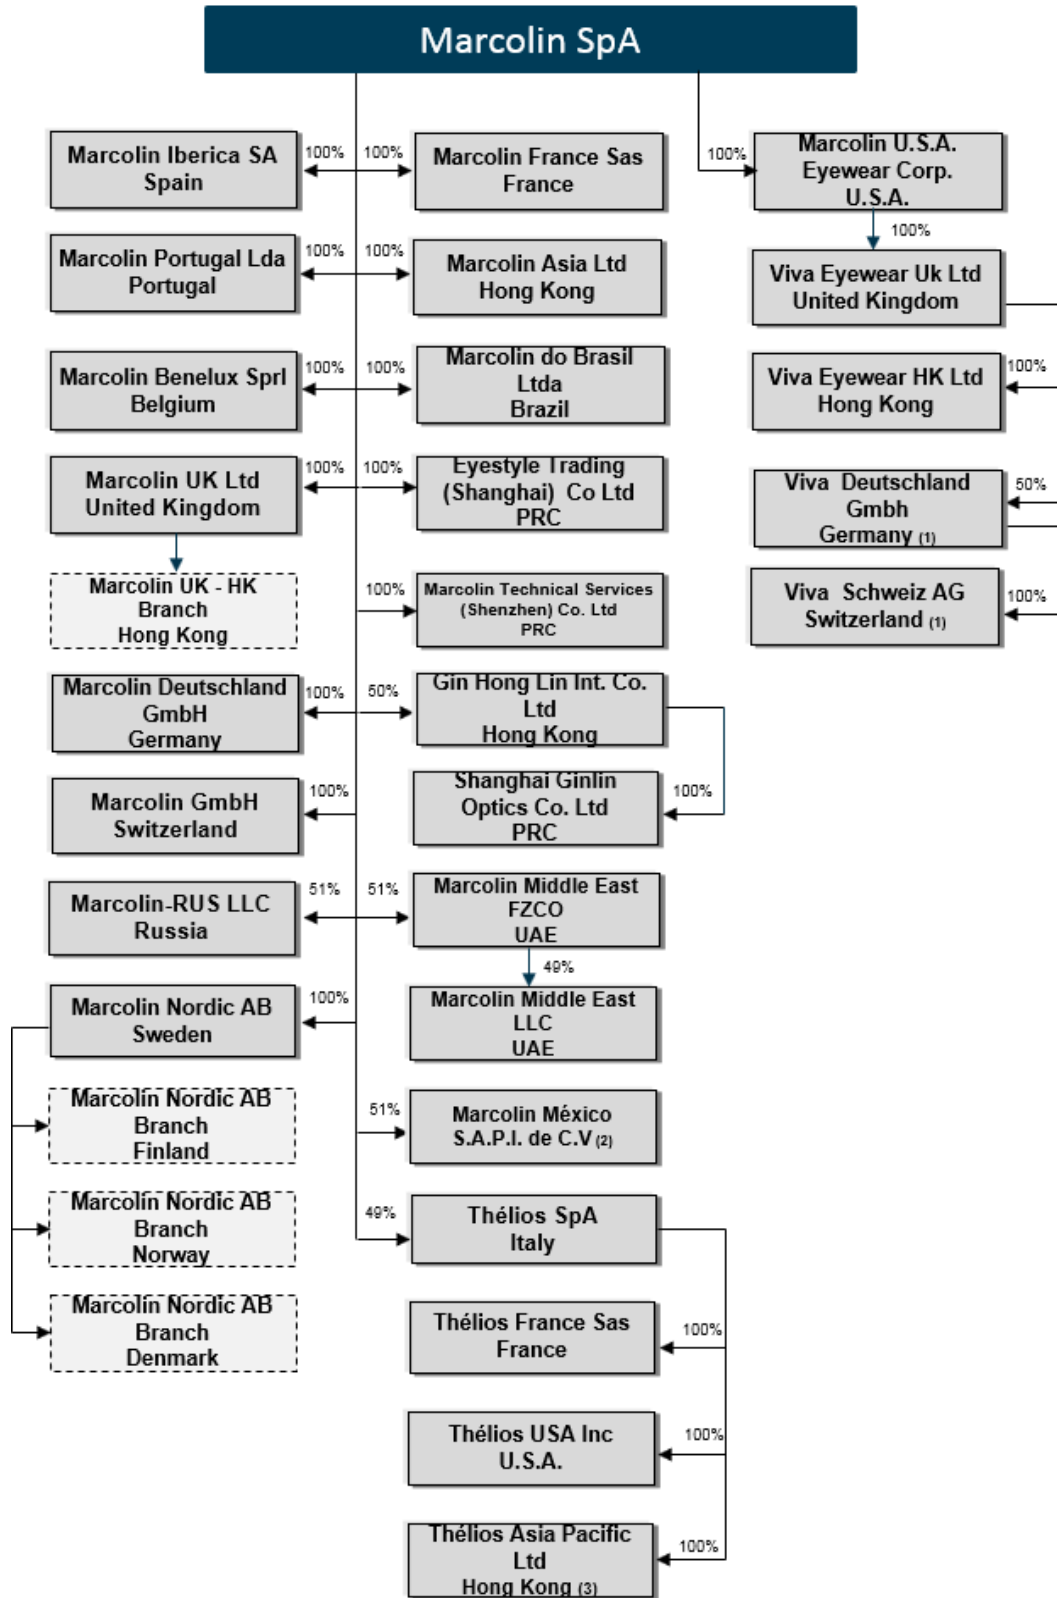 Marcolin SpA
Marcolin Iberica SA
Spain
100%
100%
Marcolin France Sas
France
100%
Marcolin U.S.A.
Eyewear Corp.
U.S.A.
100%
Marcolin Portugal Lda
Portugal
100%
100%
Marcolin Asia Ltd
Hong Kong
Viva Eyewear Uk Ltd
United Kingdom
Marcolin Benelux Sprl
Belgium
100%
100%
Marcolin do Brasil
Ltda
Brazil
Viva Eyewear HK Ltd
Hong Kong
100%
Marcolin UK Ltd
United Kingdom
100%
100%
Eyestyle Trading
(Shanghai) Co Ltd
PRC
Viva Deutschland
Gmbh
Germany (1)
50%
Marcolin UK - HK
Branch
Hong Kong
100%
Marcolin Technical Services
(Shenzhen) Co. Ltd
PRC
Viva Schweiz AG
Switzerland (1)
100%
Marcolin Deutschland
GmbH
Germany
100%
50%
Gin Hong Lin Int. Co.
Ltd
Hong Kong
Marcolin GmbH
Switzerland
100%
Shanghai Ginlin
Optics Co. Ltd
PRC
100%
Marcolin-RUS LLC
Russia
51%
51%
Marcolin Middle East
FZCO
UAE
49%
Marcolin Nordic AB
Sweden
100%
Marcolin Middle East
LLC
UAE
Marcolin Nordic AB
Branch
Finland
51%
Marcolin México
S.A.P.I. de C.V (2)
Marcolin Nordic AB
Branch
Norway
49%
Thélios SpA
Italy
Marcolin Nordic AB
Branch
Denmark
Thélios France Sas
France
100%
Thélios USA Inc
U.S.A.
100%
Thélios Asia Pacific
Ltd
Hong Kong (3)
100%